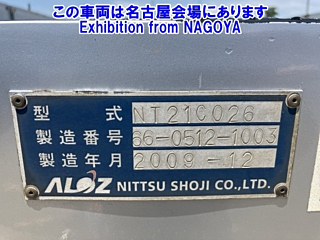 この車両は名古屋会場にあります
Exhibition from NAGOYA
型 式 NT21C026
製造番号 66-0512-1003
製造年月 2009-12
ALOZ NITTSU SHOJI CO.,LTD.